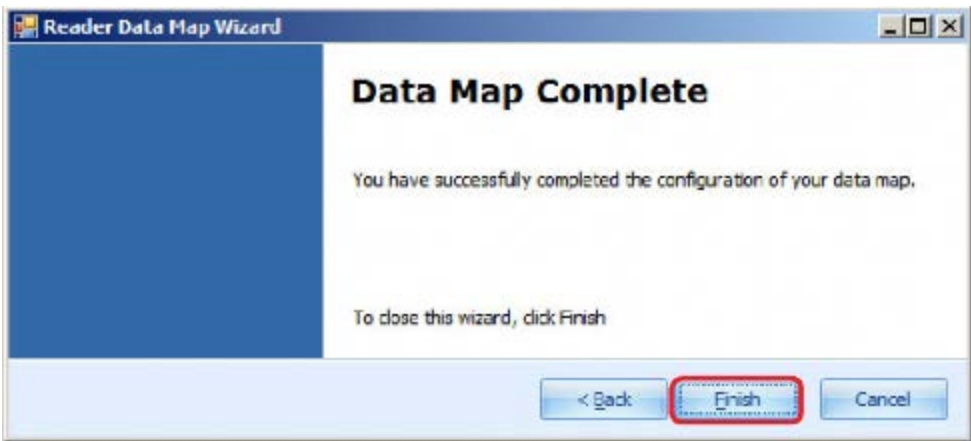 Reader Data Map Wizard
Data Map Complete
You have successfully completed the configuration of your data map.
To close this wizard, click Finish
< Back Finish Cancel